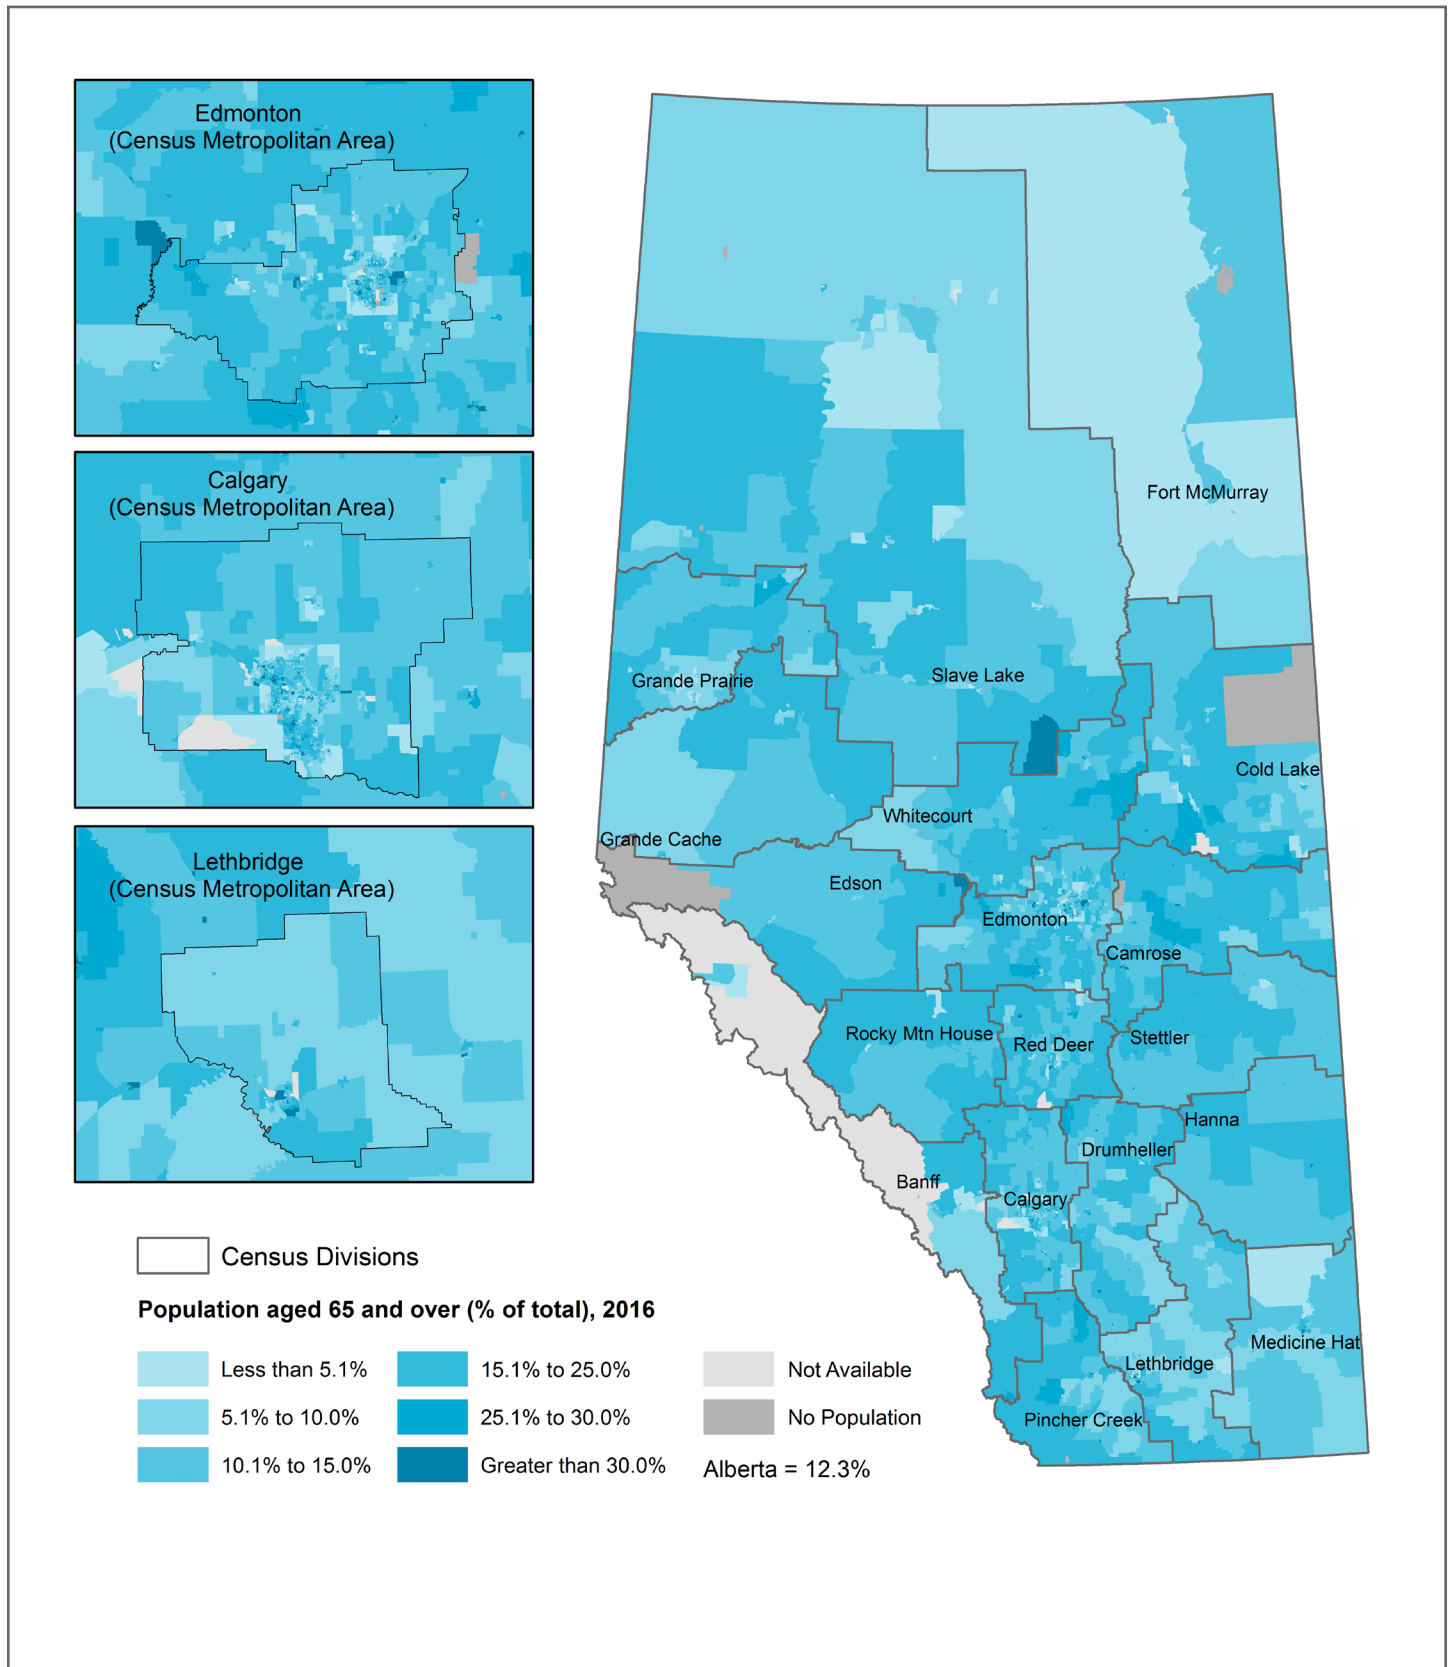 Edmonton
(Census Metropolitan Area)
Calgary
(Census Metropolitan Area)
Lethbridge
(Census Metropolitan Area)
Fort McMurray
Grande Prairie
Slave Lake
Cold Lake
Whitecourt
Grande Cache
Edson
Edmonton
Camrose
Rocky Mtn House
Red Deer
Stettler
Hanna
Drumheller
Banff
Calgary
Medicine Hat
Lethbridge
Pincher Creek
Census Divisions
Population aged 65 and over (% of total), 2016
Less than 5.1%
5.1% to 10.0%
10.1% to 15.0%
15.1% to 25.0%
25.1% to 30.0%
Greater than 30.0%
Not Available
No Population
Alberta = 12.3%